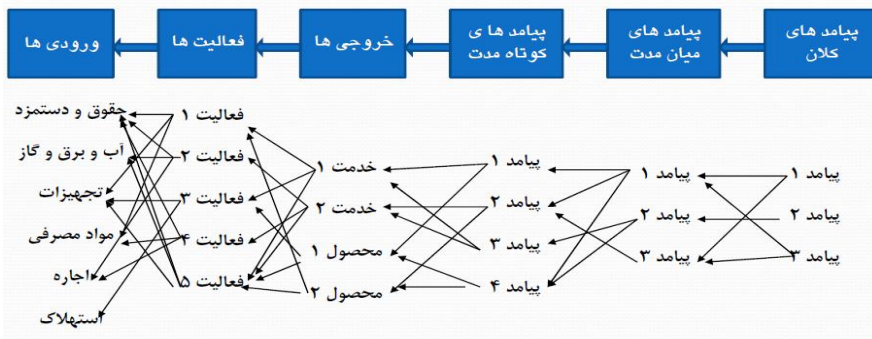 پیامد های کلان
پیامد های میان مدت
پیامد ها ی کوتاه مدت
خروجی ها
فعالیت ها
ورودی ها
پیامد ۱
پیامد ۲
پیامد ۳
پیامد ۱
پیامد ۲
پیامد ۳
پیامد ۱
پیامد ۲
پیامد ۳
پیامد ۴
خدمت ۱
خدمت ۲
محصول ۱
محصول ۲
فعالیت ۱
فعالیت ۲
فعالیت ۳
فعالیت ۴
فعالیت ۵
حقوق و دستمزد
آب و برق و گاز
تجهیزات
مواد مصرفی
اجاره
استهلاک